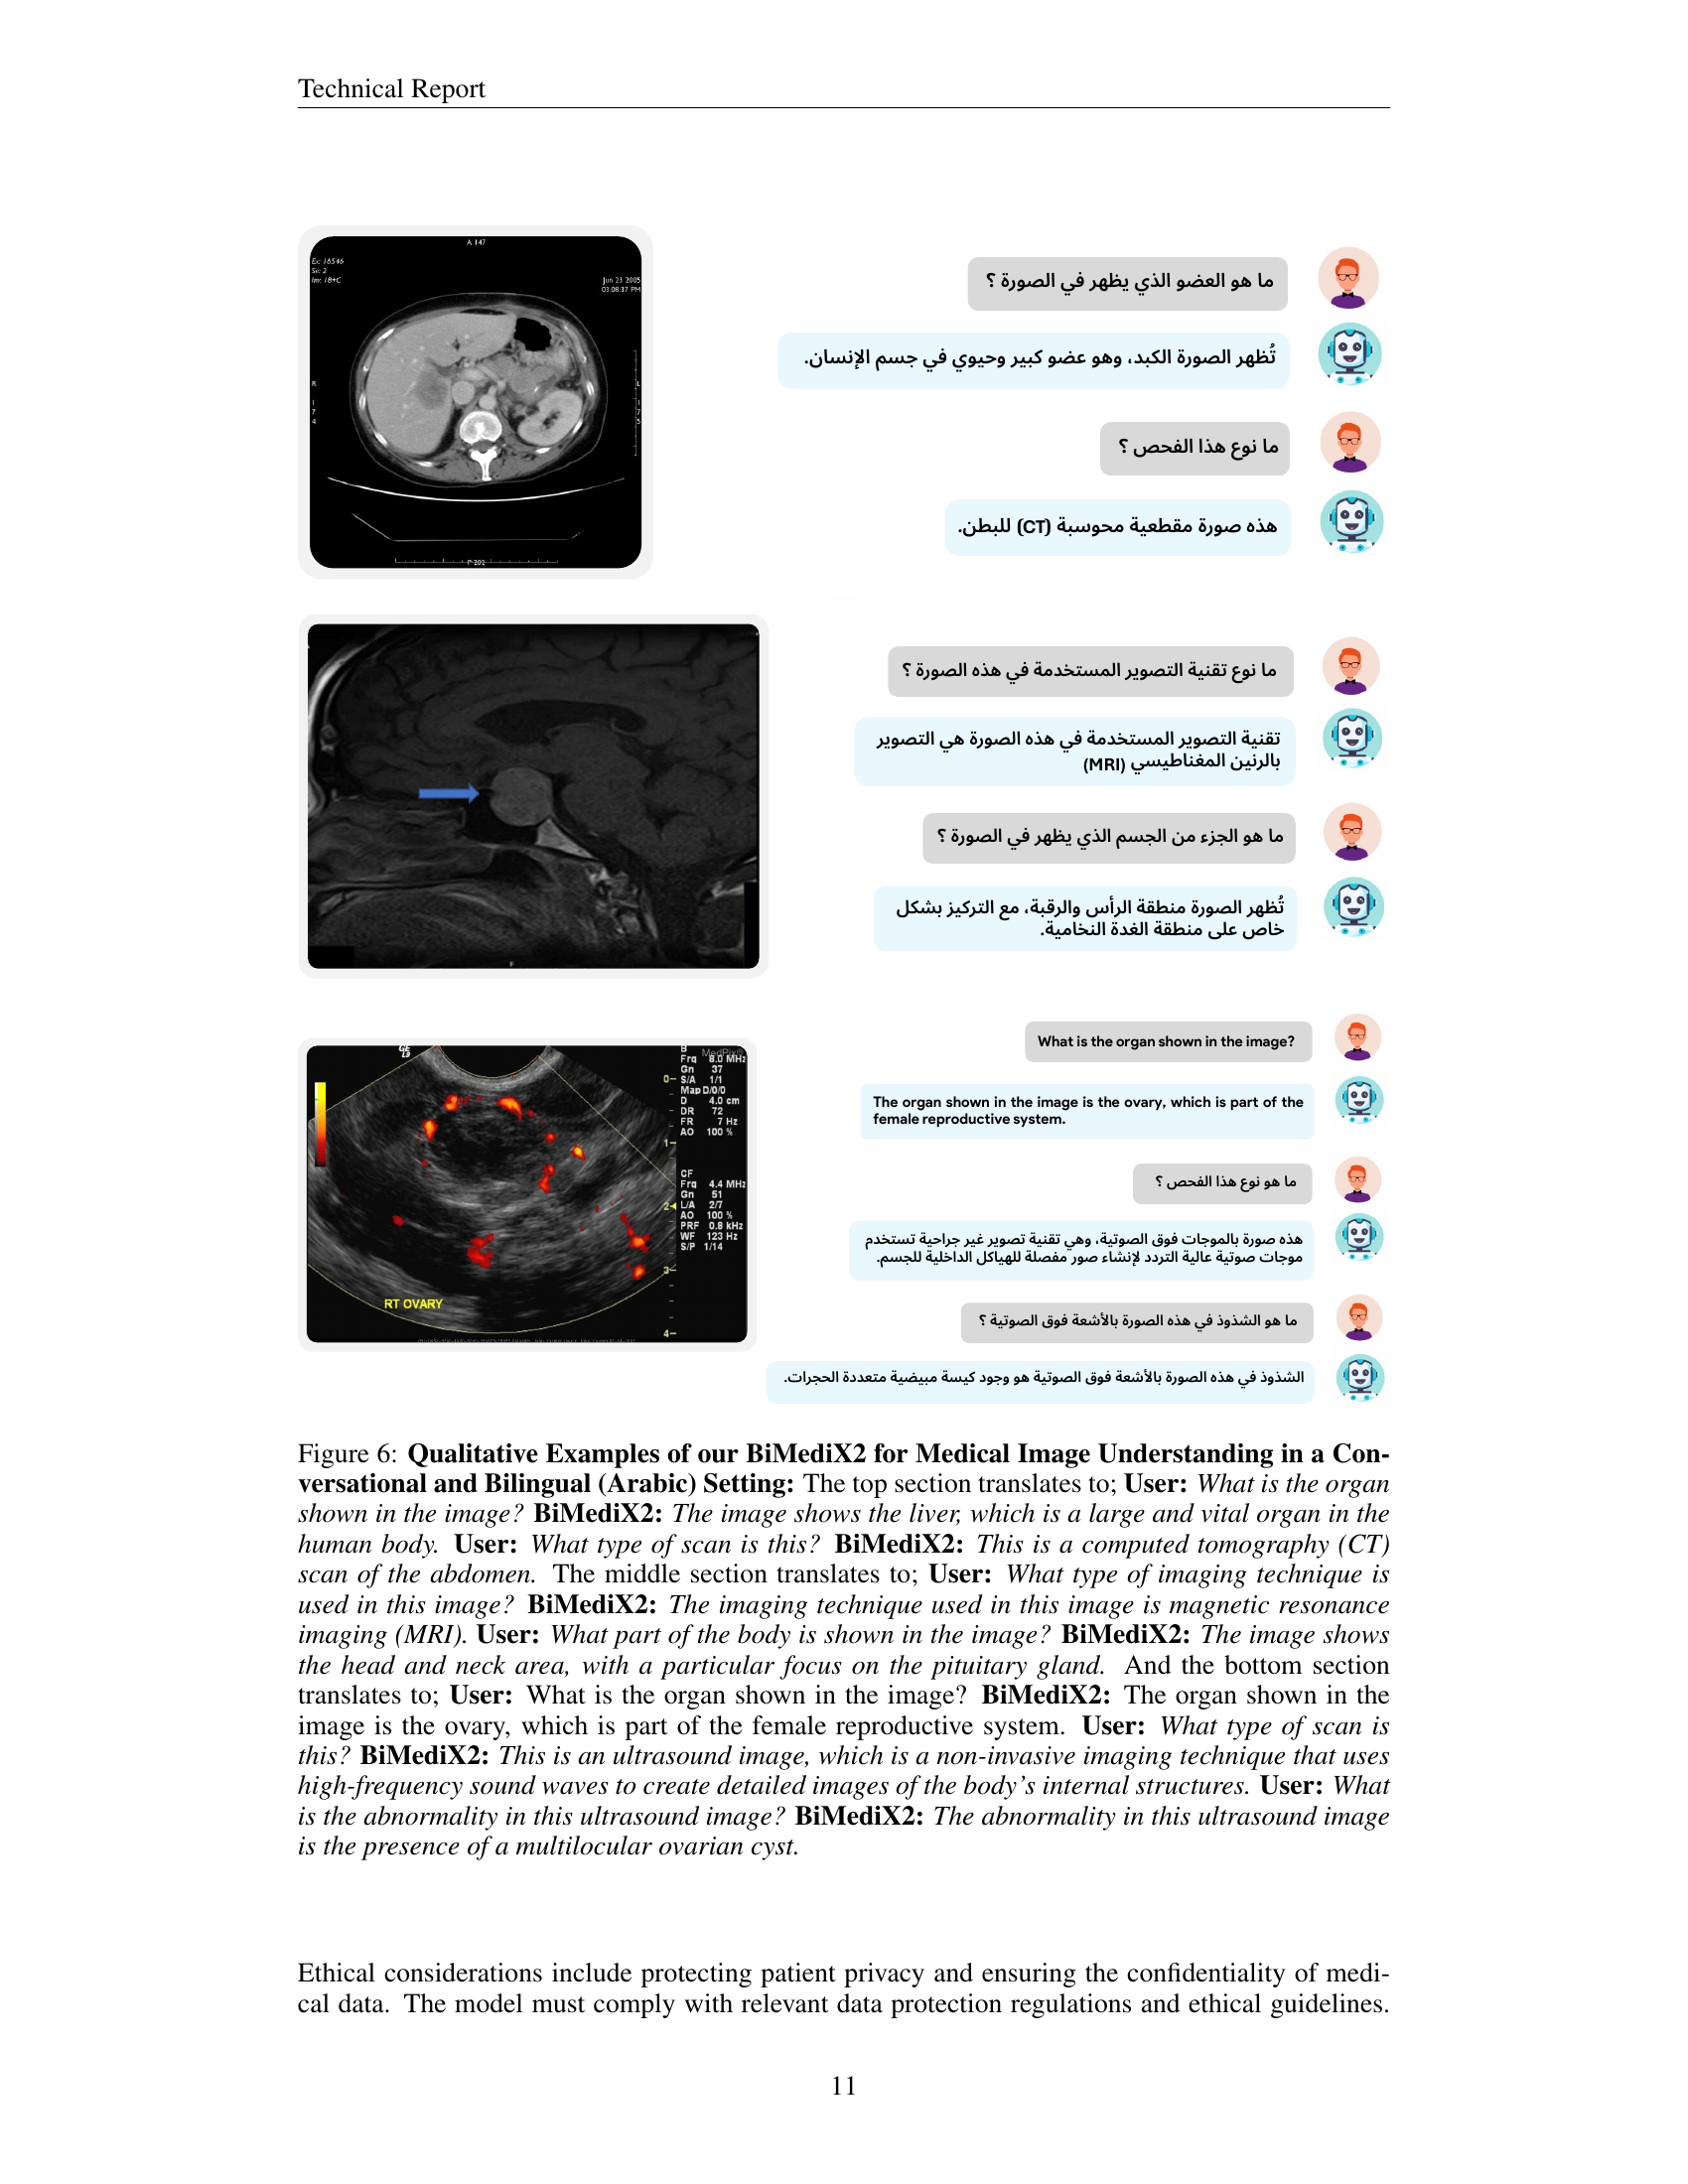 Technical Report
A 147
Ex: 16546
Se: 2
Im: 18+C
Jun 23 2005
03:08:37 PM
R
1
7
4
L
1
7
5
P 202
ما هو العضو الذي يظهر في الصورة ؟
تُظهر الصورة الكبد، وهو عضو كبير وحيوي في جسم الإنسان.
ما نوع هذا الفحص ؟
هذه صورة مقطعية محوسبة (CT) للبطن.
ما نوع تقنية التصوير المستخدمة في هذه الصورة ؟
تقنية التصوير المستخدمة في هذه الصورة هي التصوير
بالرنين المغناطيسي (MRI)
ما هو الجزء من الجسم الذي يظهر في الصورة ؟
تُظهر الصورة منطقة الرأس والرقبة، مع التركيز بشكل
خاص على منطقة الغدة النخامية.
F
MedPix®
B
Frq 8.0 MHz
Gn 37
S/A 1/1
Map D/0/0
D 4.0 cm
DR 72
FR 7 Hz
AO 100 %
CF
Frq 4.4 MHz
Gn 51
L/A 2/7
AO 100 %
PRF 0.8 kHz
WF 123 Hz
S/P 1/14
0
1
2
3
4
RT OVARY
What is the organ shown in the image?
The organ shown in the image is the ovary, which is part of the
female reproductive system.
ما هو نوع هذا الفحص ؟
هذه صورة بالموجات فوق الصوتية، وهي تقنية تصوير غير جراحية تستخدم
موجات صوتية عالية التردد لإنشاء صور مفصلة للهياكل الداخلية للجسم.
ما هو الشذوذ في هذه الصورة بالأشعة فوق الصوتية ؟
الشذوذ في هذه الصورة بالأشعة فوق الصوتية هو وجود كيسة مبيضية متعددة الحجرات.
Figure 6: Qualitative Examples of our BiMediX2 for Medical Image Understanding in a Con-
versational and Bilingual (Arabic) Setting: The top section translates to; User: What is the organ
shown in the image? BiMediX2: The image shows the liver, which is a large and vital organ in the
human body. User: What type of scan is this? BiMediX2: This is a computed tomography (CT)
scan of the abdomen. The middle section translates to; User: What type of imaging technique is
used in this image? BiMediX2: The imaging technique used in this image is magnetic resonance
imaging (MRI). User: What part of the body is shown in the image? BiMediX2: The image shows
the head and neck area, with a particular focus on the pituitary gland. And the bottom section
translates to; User: What is the organ shown in the image? BiMediX2: The organ shown in the
image is the ovary, which is part of the female reproductive system. User: What type of scan is
this? BiMediX2: This is an ultrasound image, which is a non-invasive imaging technique that uses
high-frequency sound waves to create detailed images of the body's internal structures. User: What
is the abnormality in this ultrasound image? BiMediX2: The abnormality in this ultrasound image
is the presence of a multilocular ovarian cyst.
Ethical considerations include protecting patient privacy and ensuring the confidentiality of medi-
cal data. The model must comply with relevant data protection regulations and ethical guidelines.
11